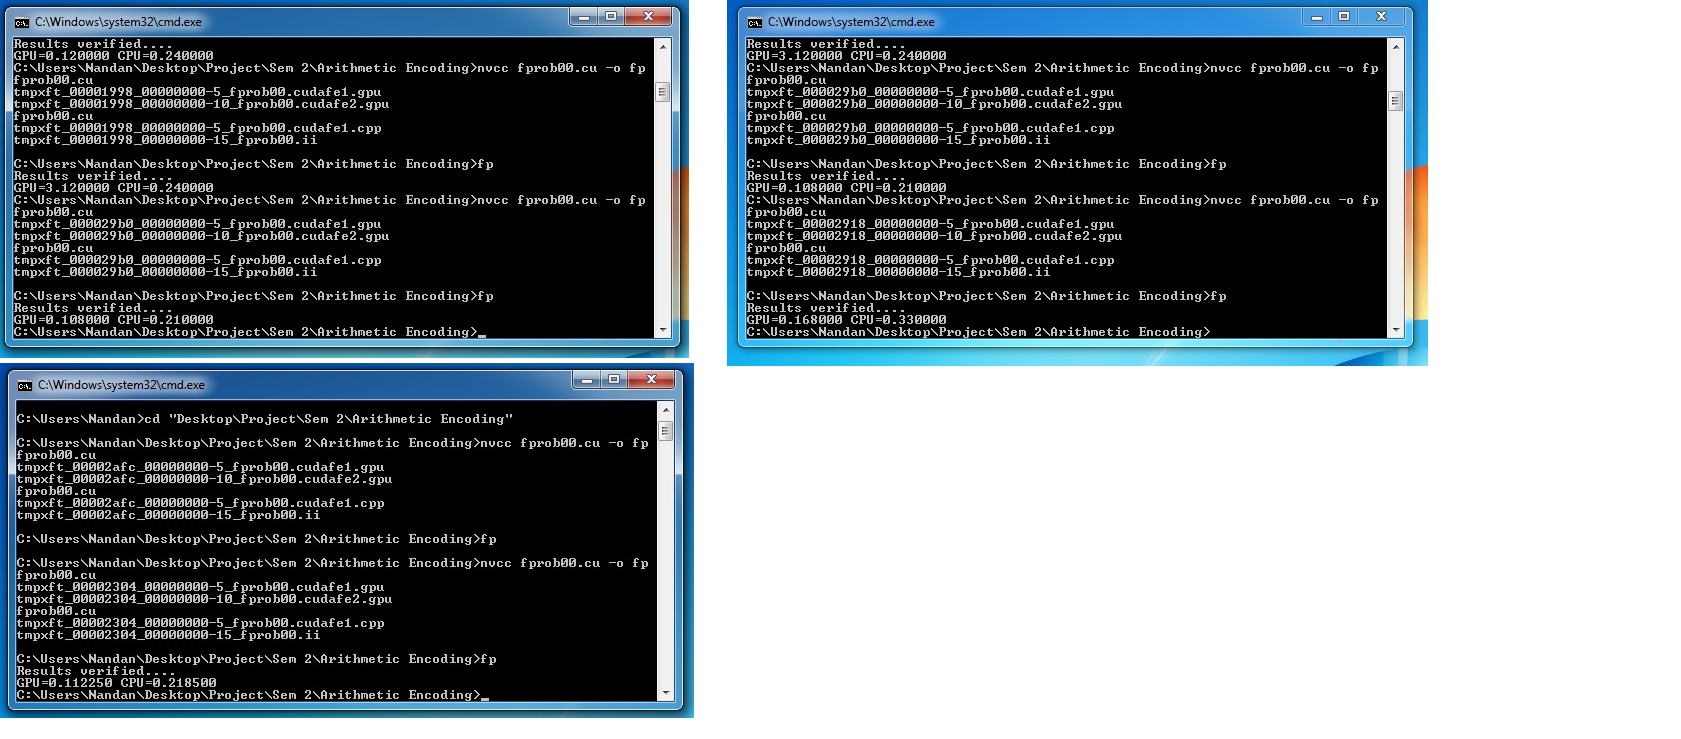 C:\Windows\system32\cmd.exe
Results verified....
GPU=0.120000 CPU=0.240000
C:\Users\Nandan\Desktop\Project\Sem 2\Arithmetic Encoding>nvcc fprob00.cu -o fp
fprob00.cu
tmpxft_00001998_00000000-5_fprob00.cudafe1.gpu
tmpxft_00001998_00000000-10_fprob00.cudafe2.gpu
fprob00.cu
tmpxft_00001998_00000000-5_fprob00.cudafe1.cpp
tmpxft_00001998_00000000-15_fprob00.ii
C:\Users\Nandan\Desktop\Project\Sem 2\Arithmetic Encoding>fp
Results verified....
GPU=3.120000 CPU=0.240000
C:\Users\Nandan\Desktop\Project\Sem 2\Arithmetic Encoding>nvcc fprob00.cu -o fp
fprob00.cu
tmpxft_000029b0_00000000-5_fprob00.cudafe1.gpu
tmpxft_000029b0_00000000-10_fprob00.cudafe2.gpu
fprob00.cu
tmpxft_000029b0_00000000-5_fprob00.cudafe1.cpp
tmpxft_000029b0_00000000-15_fprob00.ii
C:\Users\Nandan\Desktop\Project\Sem 2\Arithmetic Encoding>fp
Results verified....
GPU=0.108000 CPU=0.210000
C:\Users\Nandan\Desktop\Project\Sem 2\Arithmetic Encoding>_
C:\Windows\system32\cmd.exe
Results verified....
GPU=3.120000 CPU=0.240000
C:\Users\Nandan\Desktop\Project\Sem 2\Arithmetic Encoding>nvcc fprob00.cu -o fp
fprob00.cu
tmpxft_000029b0_00000000-5_fprob00.cudafe1.gpu
tmpxft_000029b0_00000000-10_fprob00.cudafe2.gpu
fprob00.cu
tmpxft_000029b0_00000000-5_fprob00.cudafe1.cpp
tmpxft_000029b0_00000000-15_fprob00.ii
C:\Users\Nandan\Desktop\Project\Sem 2\Arithmetic Encoding>fp
Results verified....
GPU=0.108000 CPU=0.210000
C:\Users\Nandan\Desktop\Project\Sem 2\Arithmetic Encoding>nvcc fprob00.cu -o fp
fprob00.cu
tmpxft_00002918_00000000-5_fprob00.cudafe1.gpu
tmpxft_00002918_00000000-10_fprob00.cudafe2.gpu
fprob00.cu
tmpxft_00002918_00000000-5_fprob00.cudafe1.cpp
tmpxft_00002918_00000000-15_fprob00.ii
C:\Users\Nandan\Desktop\Project\Sem 2\Arithmetic Encoding>fp
Results verified....
GPU=0.168000 CPU=0.330000
C:\Users\Nandan\Desktop\Project\Sem 2\Arithmetic Encoding>
C:\Windows\system32\cmd.exe
C:\Users\Nandan>cd "Desktop\Project\Sem 2\Arithmetic Encoding"
C:\Users\Nandan\Desktop\Project\Sem 2\Arithmetic Encoding>nvcc fprob00.cu -o fp
fprob00.cu
tmpxft_00002afc_00000000-5_fprob00.cudafe1.gpu
tmpxft_00002afc_00000000-10_fprob00.cudafe2.gpu
fprob00.cu
tmpxft_00002afc_00000000-5_fprob00.cudafe1.cpp
tmpxft_00002afc_00000000-15_fprob00.ii
C:\Users\Nandan\Desktop\Project\Sem 2\Arithmetic Encoding>fp
C:\Users\Nandan\Desktop\Project\Sem 2\Arithmetic Encoding>nvcc fprob00.cu -o fp
fprob00.cu
tmpxft_00002304_00000000-5_fprob00.cudafe1.gpu
tmpxft_00002304_00000000-10_fprob00.cudafe2.gpu
fprob00.cu
tmpxft_00002304_00000000-5_fprob00.cudafe1.cpp
tmpxft_00002304_00000000-15_fprob00.ii
C:\Users\Nandan\Desktop\Project\Sem 2\Arithmetic Encoding>fp
Results verified....
GPU=0.112250 CPU=0.218500
C:\Users\Nandan\Desktop\Project\Sem 2\Arithmetic Encoding>_